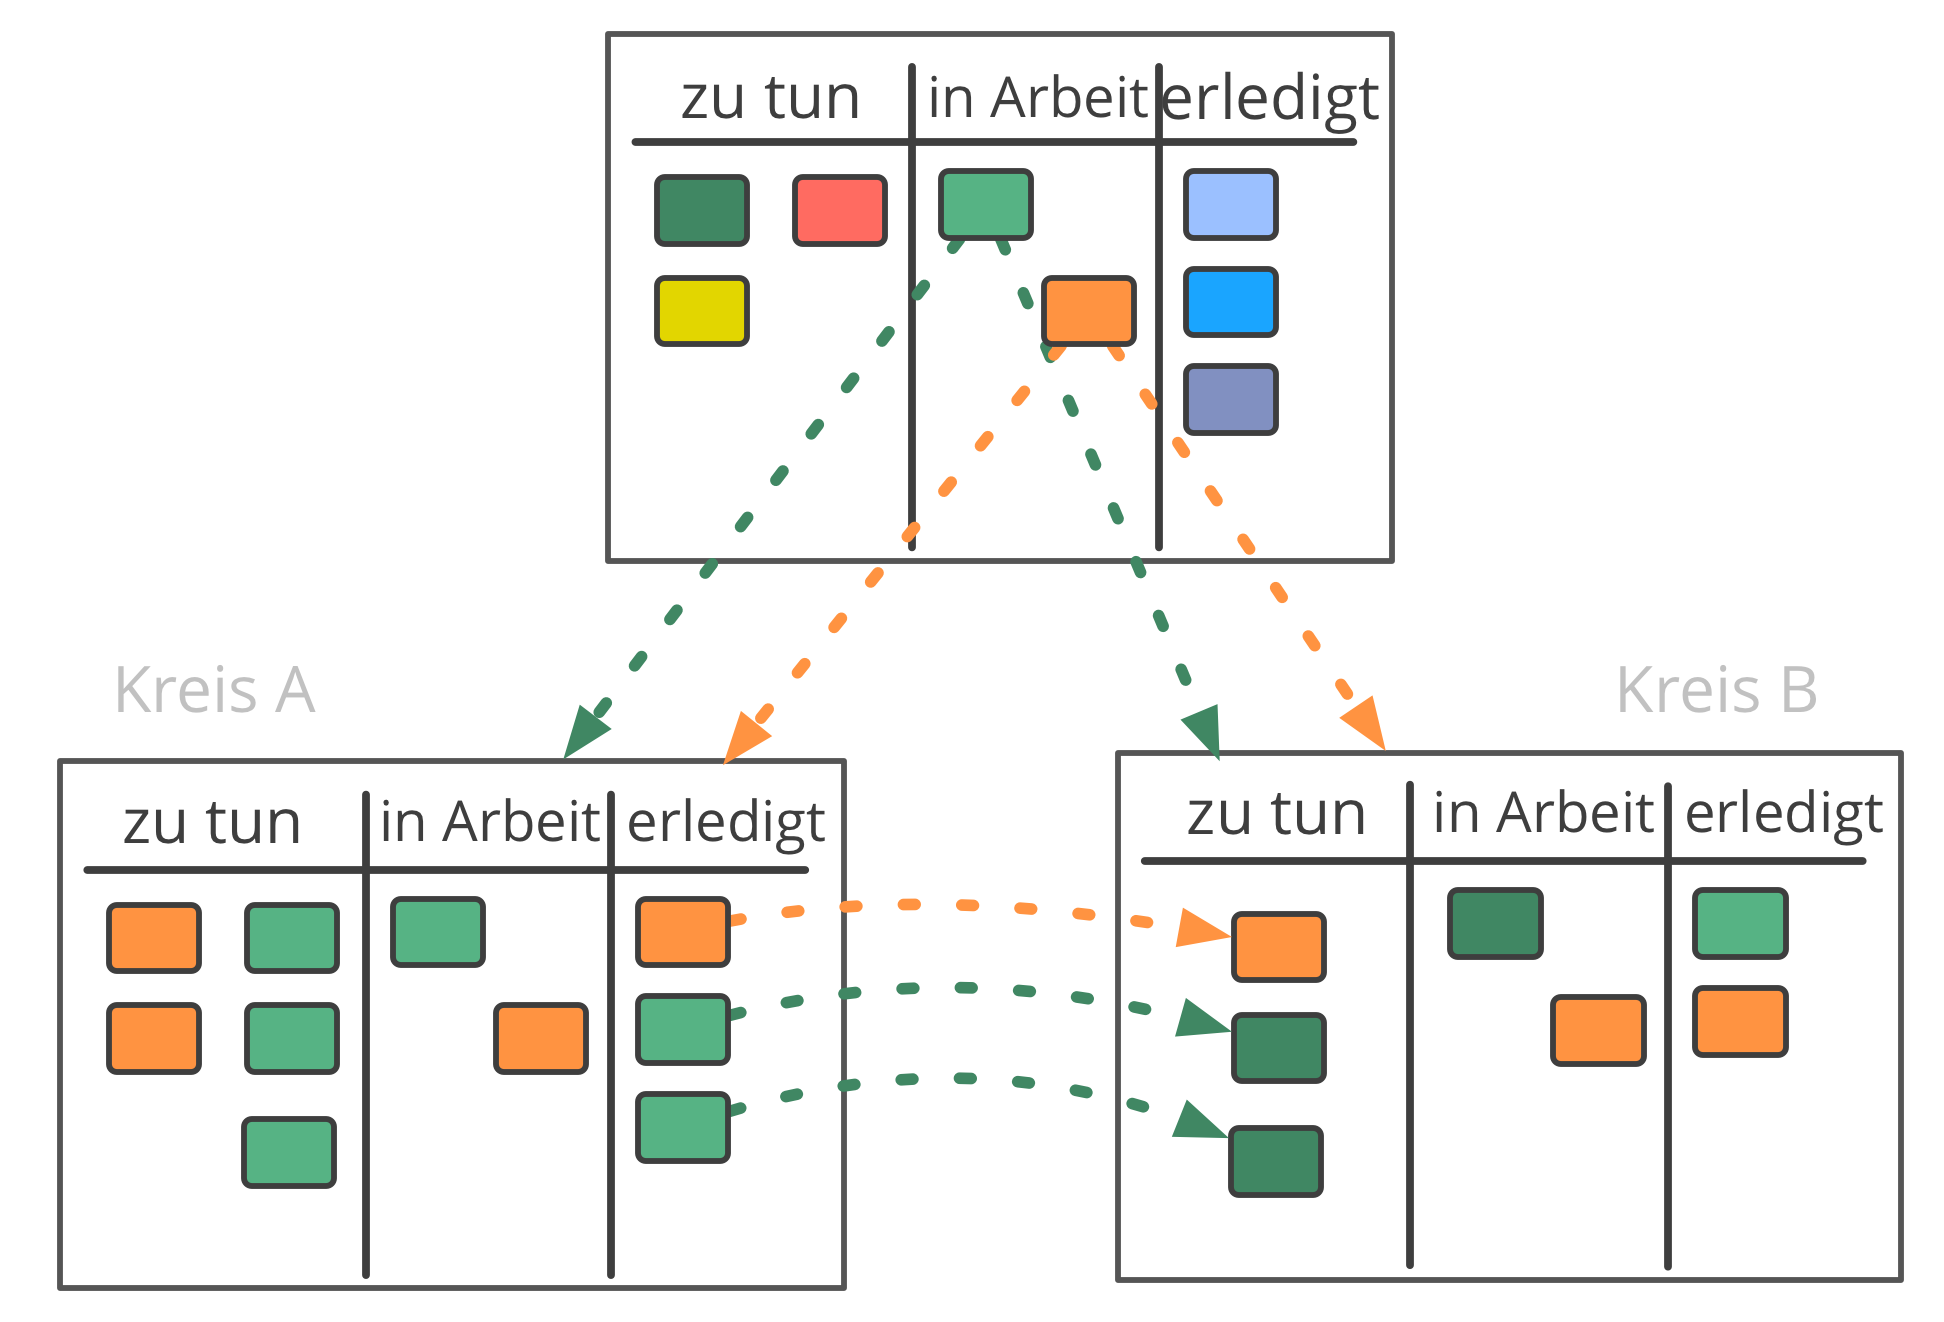 zu tun
in Arbeit
erledigt
Kreis A
Kreis B
zu tun
in Arbeit
erledigt
zu tun
in Arbeit
erledigt